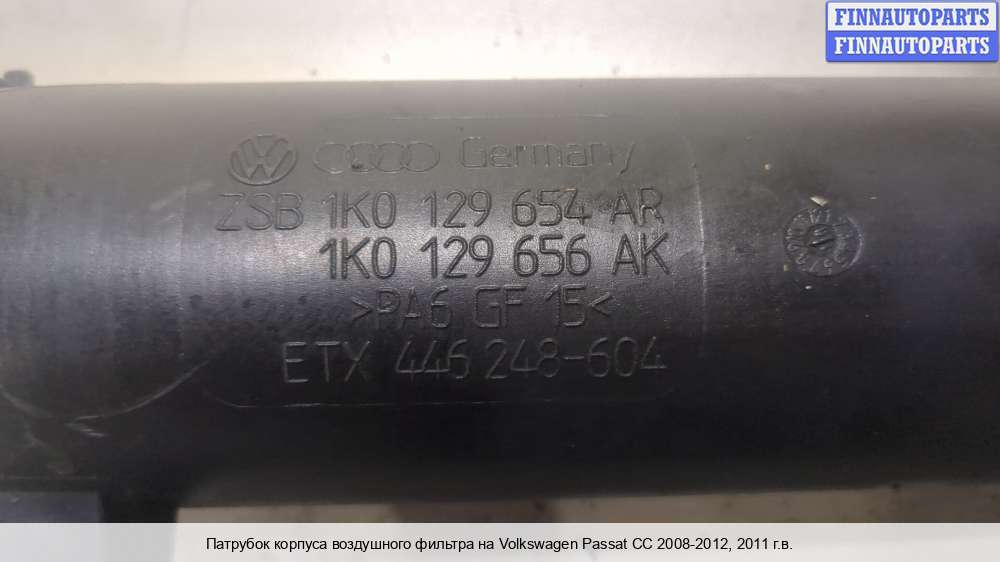 FINNAUTOPARTS
FINNAUTOPARTS
VW Germany
ZSB 1K0 129 654 AR
1K0 129 656 AK
>PA6 GF 15<
ETX 446 248-604
Патрубок корпуса воздушного фильтра на Volkswagen Passat CC 2008-2012, 2011 г.в.